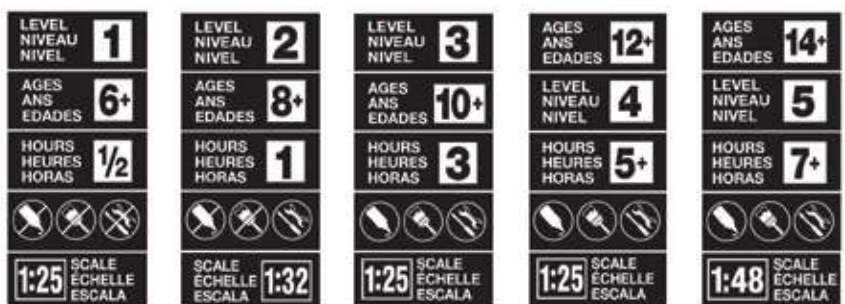 LEVEL
NIVEAU
NIVEL
1
AGES
ANS
EDADES
6+
HOURS
HEURES
HORAS
½
1:25
SCALE
ÉCHELLE
ESCALA
LEVEL
NIVEAU
NIVEL
2
AGES
ANS
EDADES
8+
HOURS
HEURES
HORAS
1
SCALE
ÉCHELLE
ESCALA
1:32
LEVEL
NIVEAU
NIVEL
3
AGES
ANS
EDADES
10+
HOURS
HEURES
HORAS
3
1:25
SCALE
ÉCHELLE
ESCALA
AGES
ANS
EDADES
12+
LEVEL
NIVEAU
NIVEL
4
HOURS
HEURES
HORAS
5+
1:25
SCALE
ÉCHELLE
ESCALA
AGES
ANS
EDADES
14+
LEVEL
NIVEAU
NIVEL
5
HOURS
HEURES
HORAS
7+
1:48
SCALE
ÉCHELLE
ESCALA